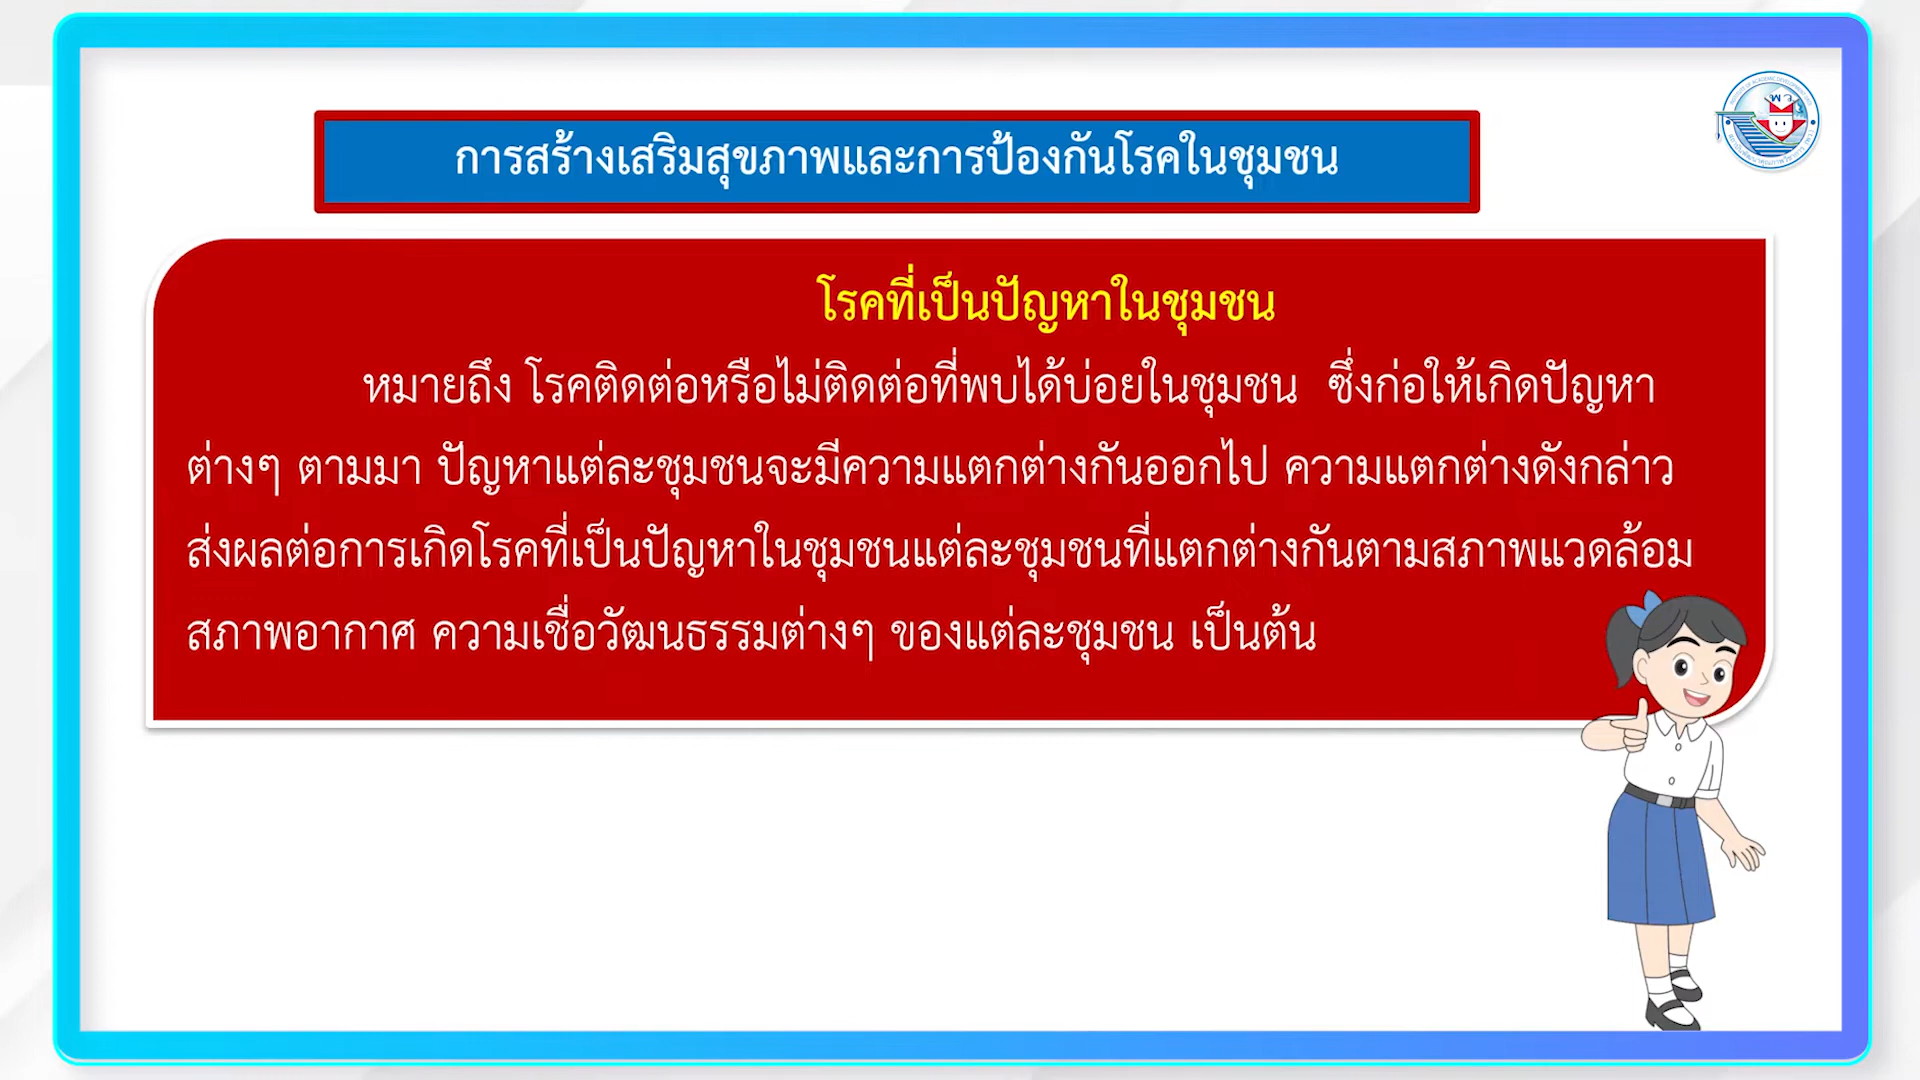 การสร้างเสริมสุขภาพและการป้องกันโรคในชุมชน
พว
โรคที่เป็นปัญหาในชุมชน
หมายถึง โรคติดต่อหรือไม่ติดต่อที่พบได้บ่อยในชุมชน ซึ่งก่อให้เกิดปัญหา
ต่างๆ ตามมา ปัญหาแต่ละชุมชนจะมีความแตกต่างกันออกไป ความแตกต่างดังกล่าว
ส่งผลต่อการเกิดโรคที่เป็นปัญหาในชุมชนแต่ละชุมชนที่แตกต่างกันตามสภาพแวดล้อม
สภาพอากาศ ความเชื่อวัฒนธรรมต่างๆ ของแต่ละชุมชน เป็นต้น